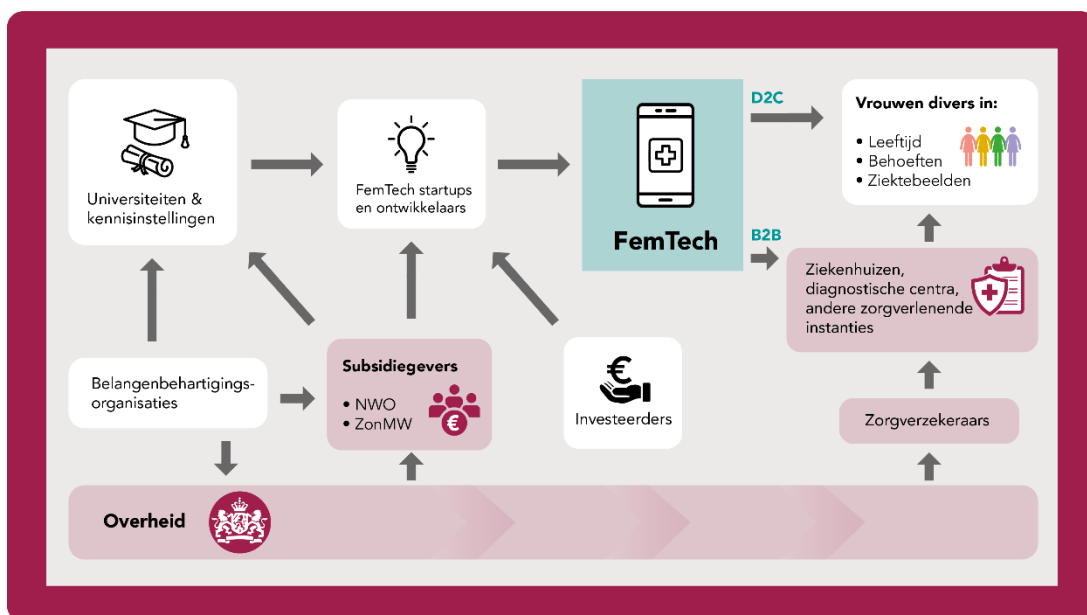 Universiteiten &
kennisinstellingen
FemTech startups
en ontwikkelaars
FemTech
D2C
B2B
Vrouwen divers in:
• Leeftijd
• Behoeften
• Ziektebeelden
Ziekenhuizen,
diagnostische centra,
andere zorgverlenende
instanties
Belangenbehartigings-
organisaties
Subsidiegevers
• NWO
• ZonMW
€
€
Investeerders
Zorgverzekeraars
Overheid